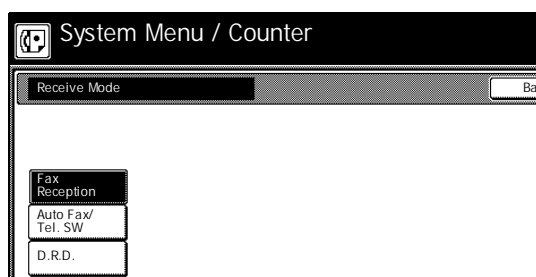 System Menu / Counter
Receive Mode
Ba
Fax
Reception
Auto Fax/
Tel. SW
D.R.D.